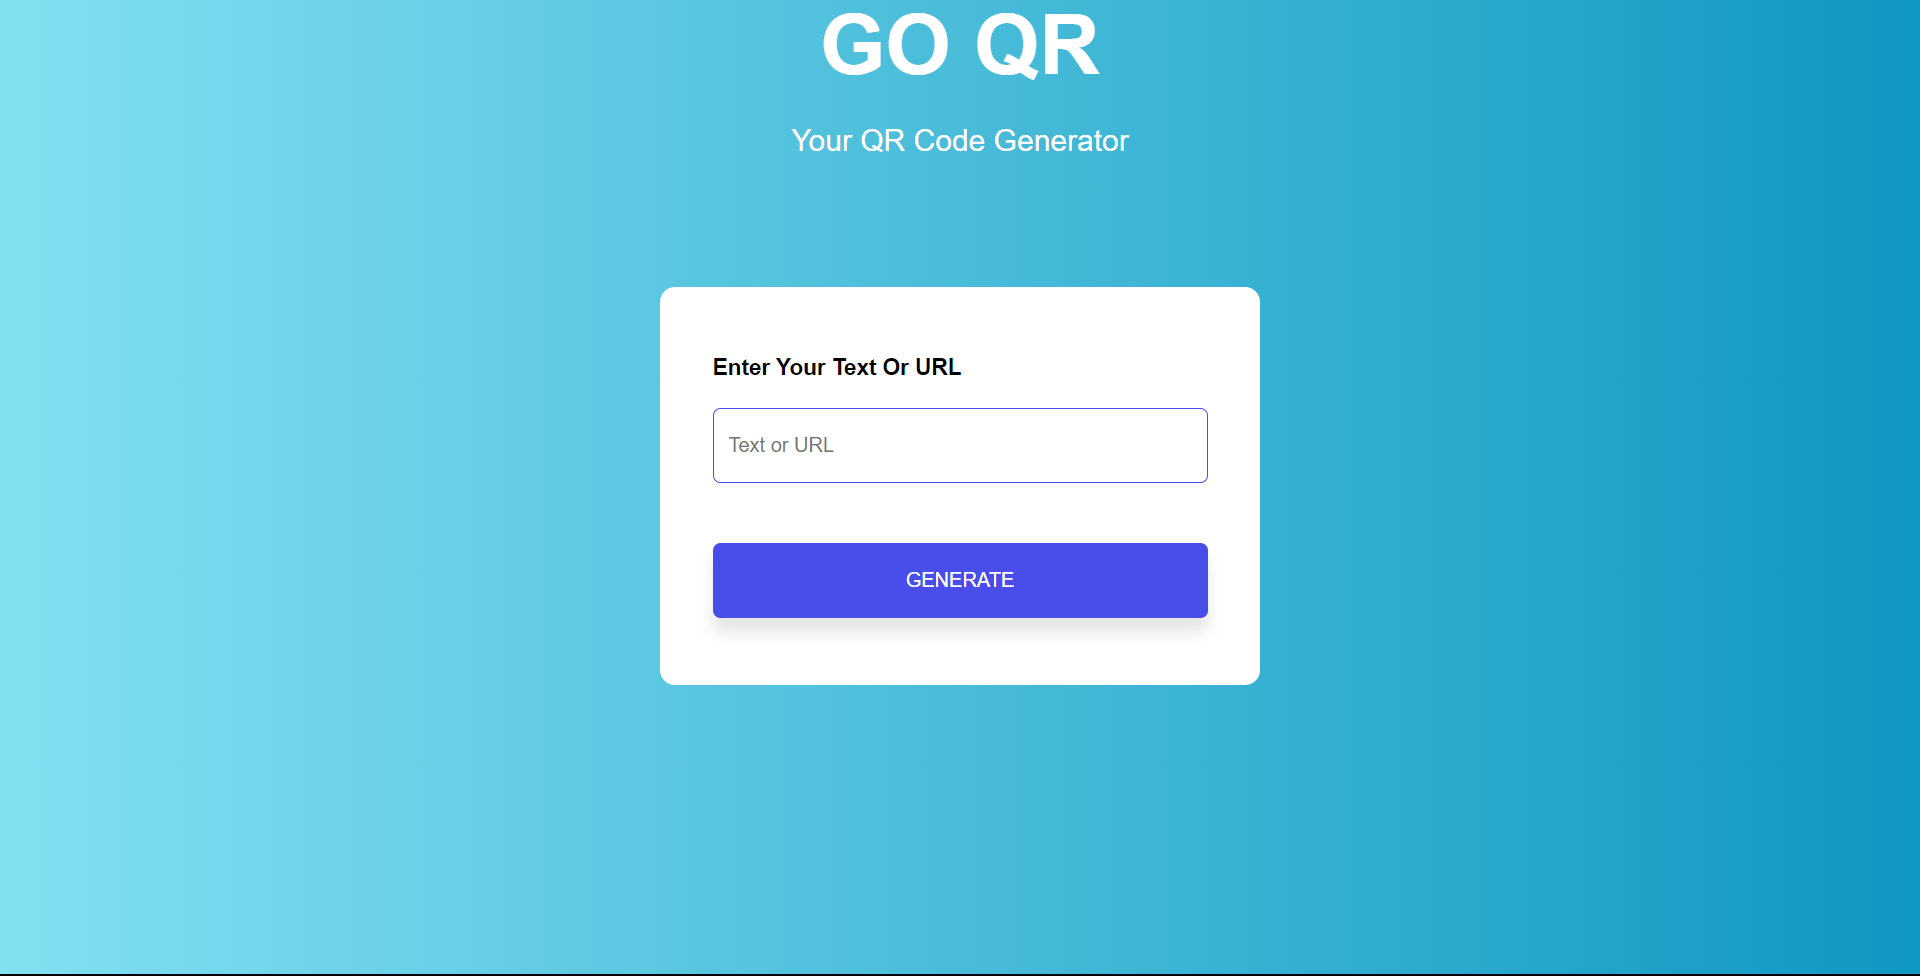 GO QR
Your QR Code Generator
Enter Your Text Or URL
Text or URL
GENERATE